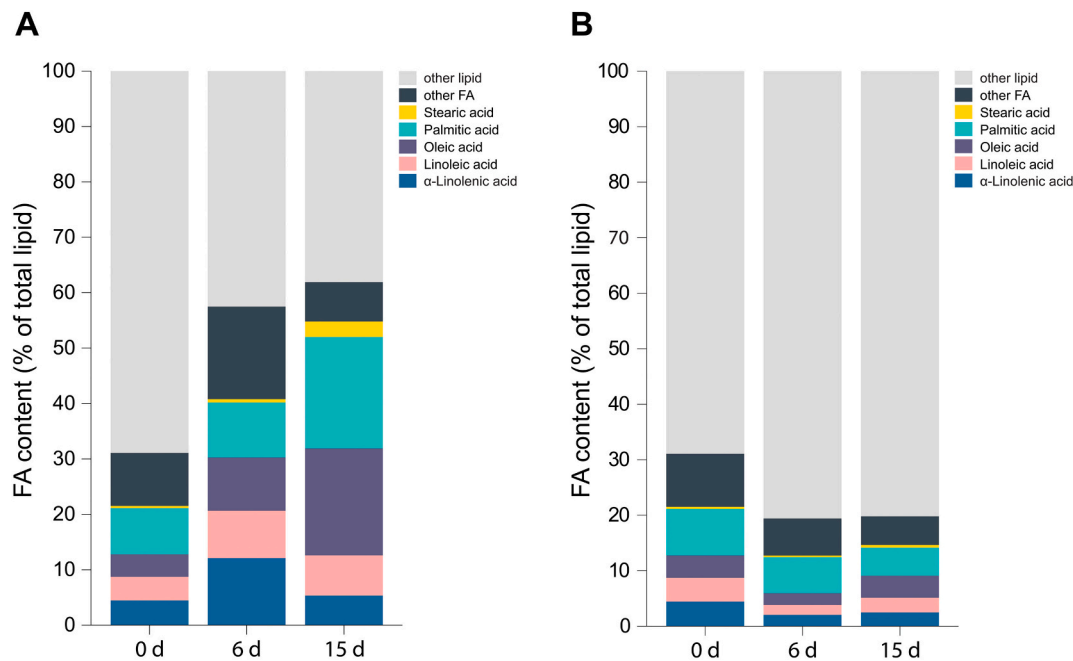 A
FA content (% of total lipid)
100
90
80
70
60
50
40
30
20
10
0
0 d
6 d
15 d
other lipid
other FA
Stearic acid
Palmitic acid
Oleic acid
Linoleic acid
α-Linolenic acid
B
FA content (% of total lipid)
100
90
80
70
60
50
40
30
20
10
0
0 d
6 d
15 d
other lipid
other FA
Stearic acid
Palmitic acid
Oleic acid
Linoleic acid
α-Linolenic acid